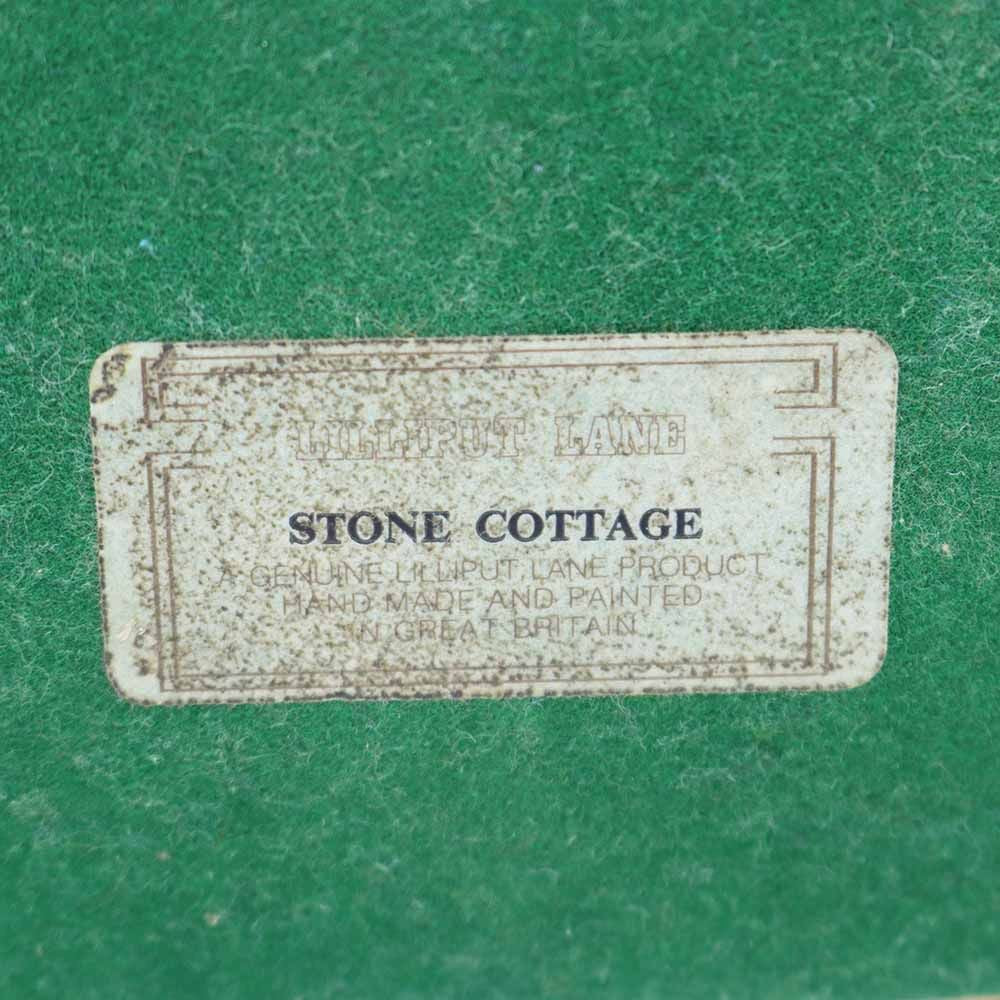 LILLIPUT LANE
STONE COTTAGE
A GENUINE LILLIPUT LANE PRODUCT
HAND MADE AND PAINTED
IN GREAT BRITAIN